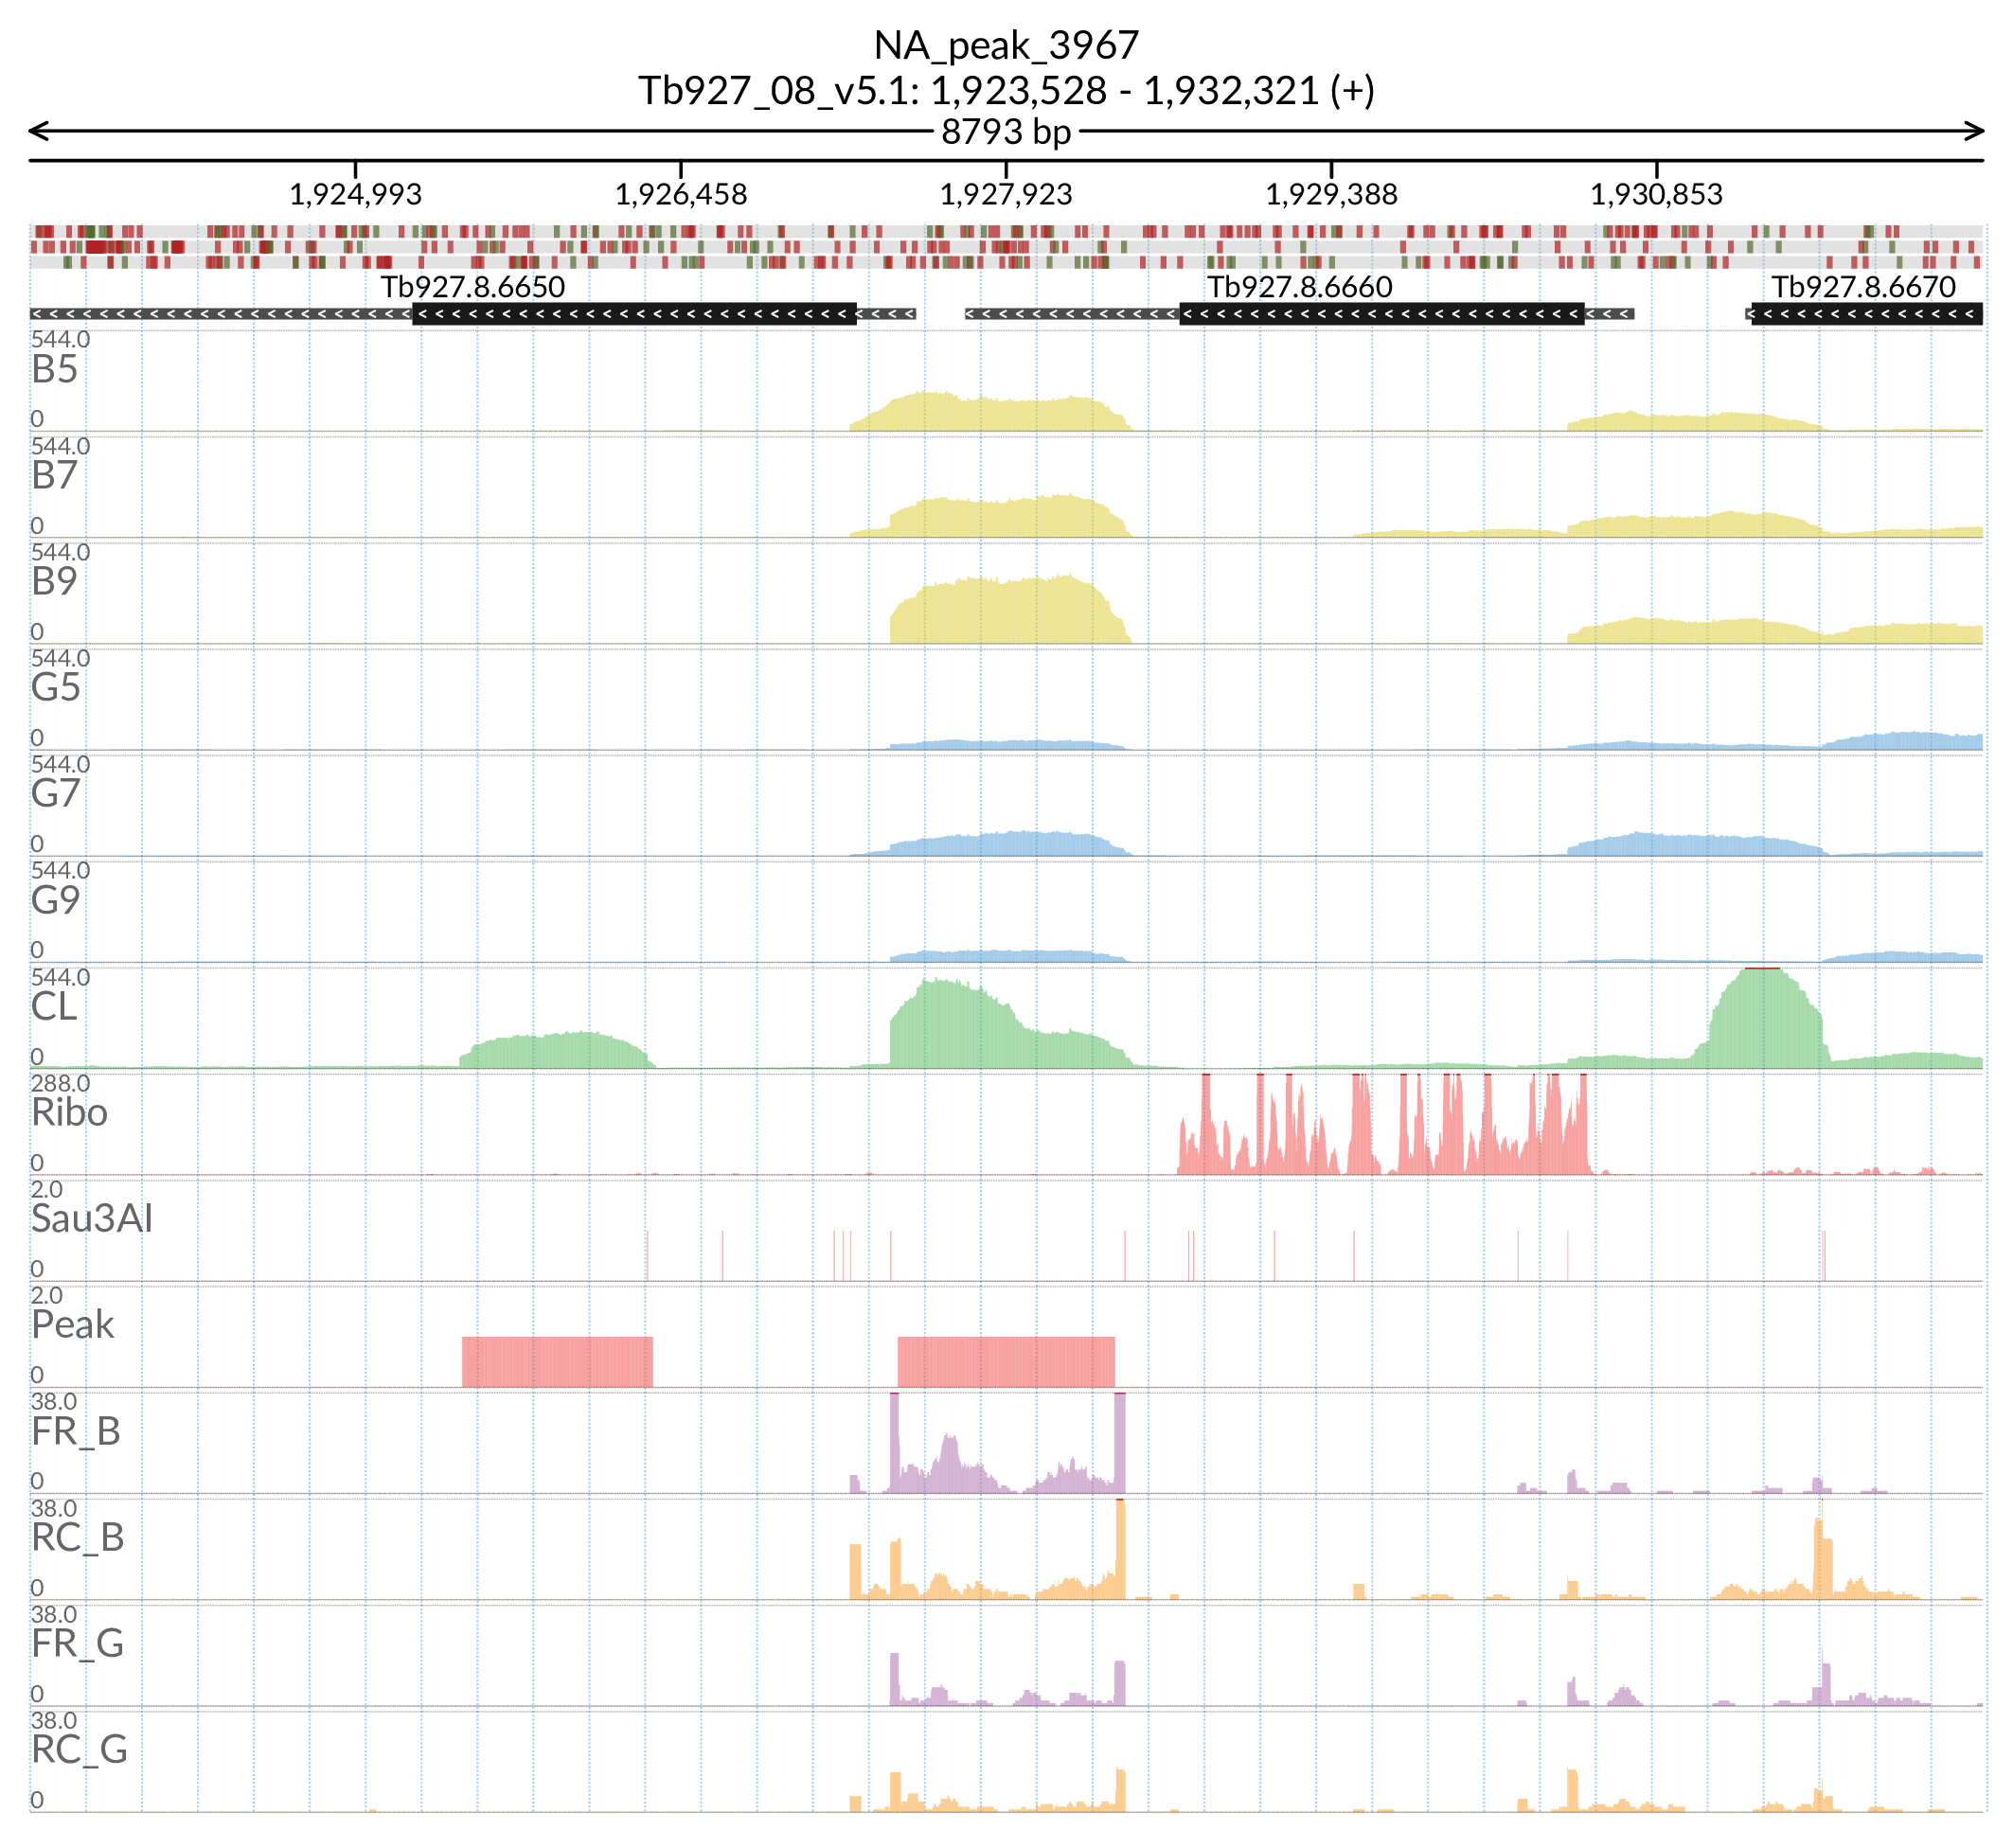 NA_peak_3967
Tb927_08_v5.1: 1,923,528 - 1,932,321 (+)
8793 bp
1,924,993 1,926,458 1,927,923 1,929,388 1,930,853
Tb927.8.6650 Tb927.8.6660 Tb927.8.6670
544.0
B5
0
544.0
B7
0
544.0
B9
0
544.0
G5
0
544.0
G7
0
544.0
G9
0
544.0
CL
0
288.0
Ribo
0
2.0
Sau3AI
0
2.0
Peak
0
38.0
FR_B
0
38.0
RC_B
0
38.0
FR_G
0
38.0
RC_G
0